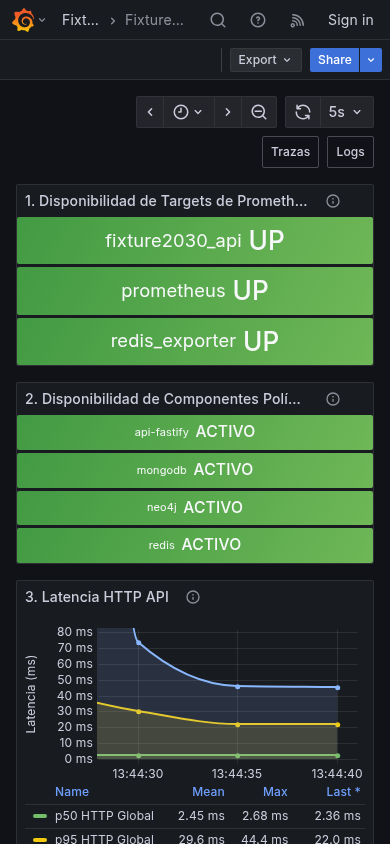 Fixt... › Fixture... Sign in
Export Share
5s
Trazas Logs
1. Disponibilidad de Targets de Prometh...
fixture2030_api UP
prometheus UP
redis_exporter UP
2. Disponibilidad de Componentes Polí...
api-fastify ACTIVO
mongodb ACTIVO
neo4j ACTIVO
redis ACTIVO
3. Latencia HTTP API
Latencia (ms)
80 ms
70 ms
60 ms
50 ms
40 ms
30 ms
20 ms
10 ms
0 ms
13:44:30 13:44:35 13:44:40
Name Mean Max Last *
p50 HTTP Global 2.45 ms 2.68 ms 2.36 ms
p95 HTTP Global 29.6 ms 44.4 ms 22.0 ms